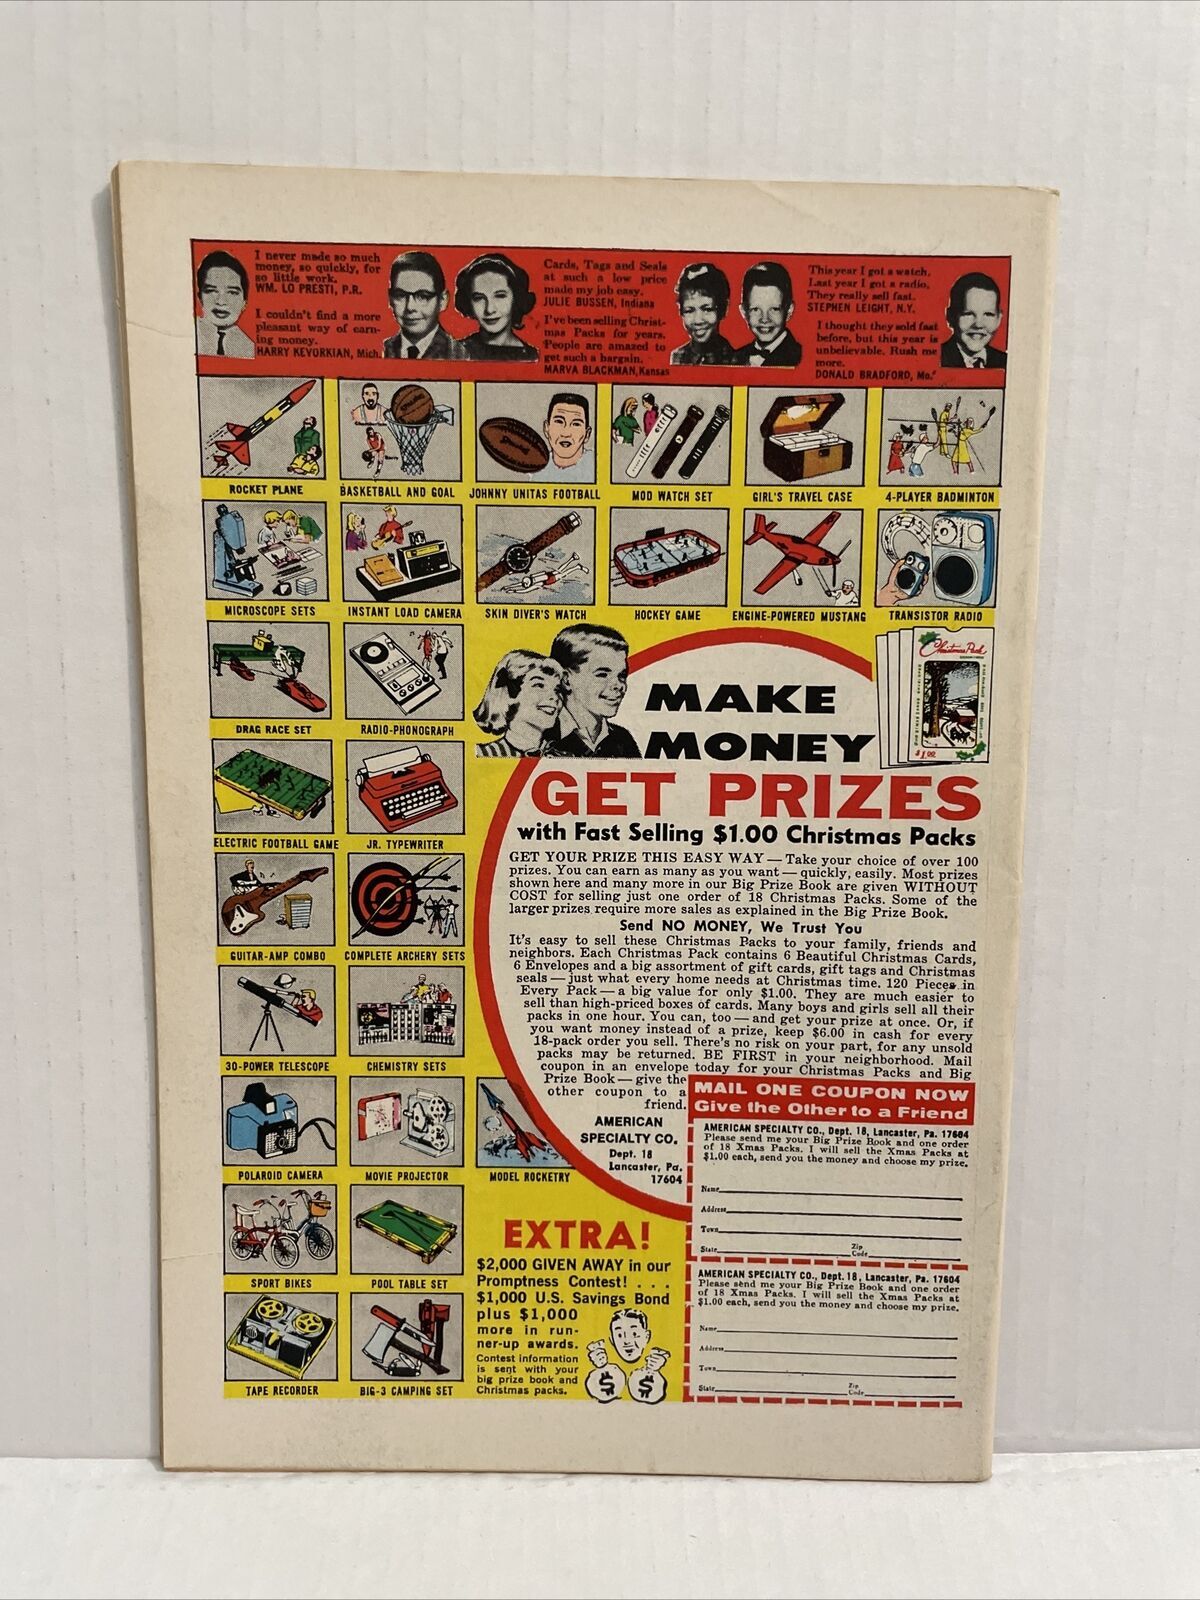 I never made so much
money, so quickly, for
so little work.
WM. LO PRESTI, P.R.
I couldn't find a more
pleasant way of earn-
ing money.
HARRY KEVORKIAN, Mich.
Cards, Tags and Seals
at such a low price
made my job easy.
JULIE BUSSEN, Indiana
I've been selling Christ-
mas Packs for years.
People are amazed to
get such a bargain.
MARVA BLACKMAN, Kansas
This year I got a watch.
Last year I got a radio.
They really sell fast.
STEPHEN LEIGHT, N.Y.
I thought they sold fast
before, but this year is
unbelievable. Rush me
more.
DONALD BRADFORD, Mo.
ROCKET PLANE
BASKETBALL AND GOAL
JOHNNY UNITAS FOOTBALL
MOD WATCH SET
GIRL'S TRAVEL CASE
4-PLAYER BADMINTON
MICROSCOPE SETS
INSTANT LOAD CAMERA
SKIN DIVER'S WATCH
HOCKEY GAME
ENGINE-POWERED MUSTANG
TRANSISTOR RADIO
DRAG RACE SET
RADIO-PHONOGRAPH
ELECTRIC FOOTBALL GAME
JR. TYPEWRITER
GUITAR-AMP COMBO
COMPLETE ARCHERY SETS
30-POWER TELESCOPE
CHEMISTRY SETS
POLAROID CAMERA
MOVIE PROJECTOR
MODEL ROCKETRY
SPORT BIKES
POOL TABLE SET
TAPE RECORDER
BIG-3 CAMPING SET
Christmas Pack
$1.00
MAKE
MONEY
GET PRIZES
with Fast Selling $1.00 Christmas Packs
GET YOUR PRIZE THIS EASY WAY — Take your choice of over 100
prizes. You can earn as many as you want — quickly, easily. Most prizes
shown here and many more in our Big Prize Book are given WITHOUT
COST for selling just one order of 18 Christmas Packs. Some of the
larger prizes require more sales as explained in the Big Prize Book.
Send NO MONEY, We Trust You
It's easy to sell these Christmas Packs to your family, friends and
neighbors. Each Christmas Pack contains 6 Beautiful Christmas Cards,
6 Envelopes and a big assortment of gift cards, gift tags and Christmas
seals — just what every home needs at Christmas time. 120 Pieces in
Every Pack — a big value for only $1.00. They are much easier to
sell than high-priced boxes of cards. Many boys and girls sell all their
packs in one hour. You can, too — and get your prize at once. Or, if
you want money instead of a prize, keep $6.00 in cash for every
18-pack order you sell. There's no risk on your part, for any unsold
packs may be returned. BE FIRST in your neighborhood. Mail
coupon in an envelope today for your Christmas Packs and Big
Prize Book — give the
other coupon to a
friend.
AMERICAN
SPECIALTY CO.
Dept. 18
Lancaster, Pa.
17604
MAIL ONE COUPON NOW
Give the Other to a Friend
AMERICAN SPECIALTY CO., Dept. 18, Lancaster, Pa. 17604
Please send me your Big Prize Book and one order
of 18 Xmas Packs. I will sell the Xmas Packs at
$1.00 each, send you the money and choose my prize.
Name
Address
Town
State Zip Code
AMERICAN SPECIALTY CO., Dept. 18, Lancaster, Pa. 17604
Please send me your Big Prize Book and one order
of 18 Xmas Packs. I will sell the Xmas Packs at
$1.00 each, send you the money and choose my prize.
Name
Address
Town
State Zip Code
EXTRA!
$2,000 GIVEN AWAY in our
Promptness Contest! . . .
$1,000 U.S. Savings Bond
plus $1,000
more in run-
ner-up awards.
Contest information
is sent with your
big prize book and
Christmas packs.
$ $